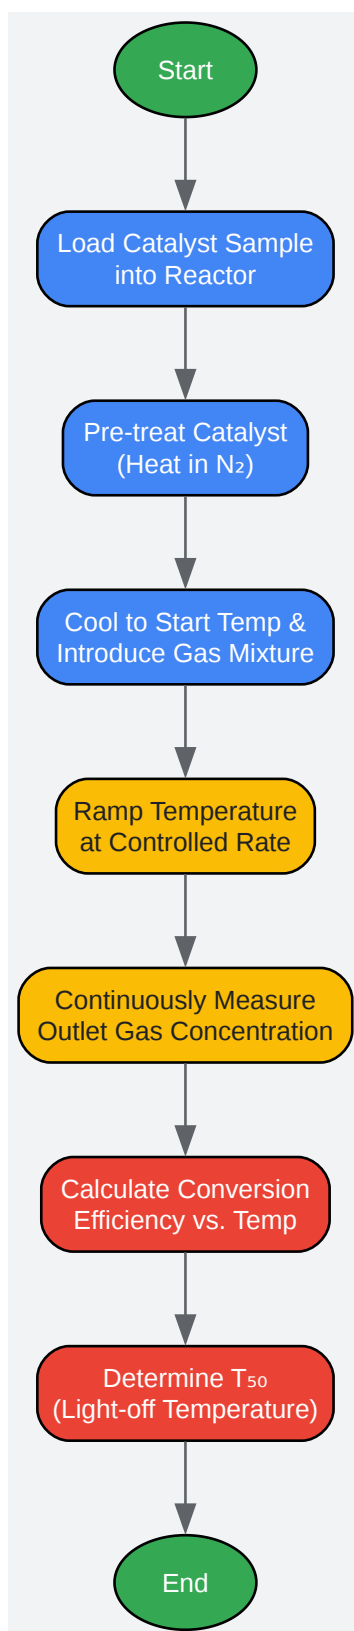 Start
Load Catalyst Sample
into Reactor
Pre-treat Catalyst
(Heat in N₂)
Cool to Start Temp &
Introduce Gas Mixture
Ramp Temperature
at Controlled Rate
Continuously Measure
Outlet Gas Concentration
Calculate Conversion
Efficiency vs. Temp
Determine T₅₀
(Light-off Temperature)
End